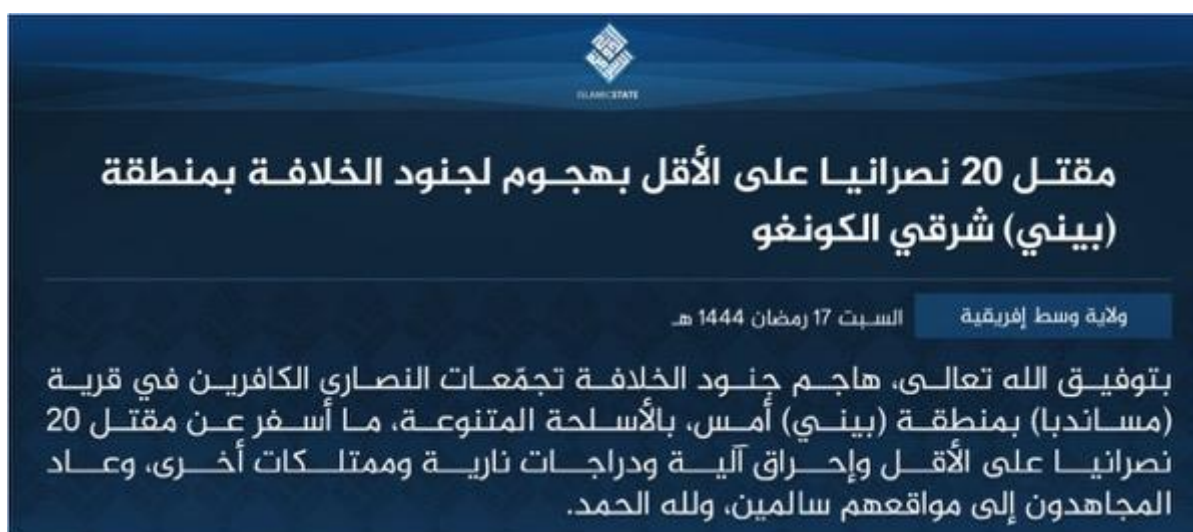 ISLAMIC STATE
مقتل 20 نصرانيا على الأقل بهجوم لجنود الخلافة بمنطقة
(بيني) شرقي الكونغو
ولاية وسط إفريقية السبت 17 رمضان 1444 هـ
بتوفيق الله تعالى، هاجم جنود الخلافة تجمّعات النصارى الكافرين في قرية
(مساندبا) بمنطقة (بيني) أمس، بالأسلحة المتنوعة، ما أسفر عن مقتل 20
نصرانيا على الأقل وإحراق آلية ودراجات نارية وممتلكات أخرى، وعاد
المجاهدون إلى مواقعهم سالمين، ولله الحمد.